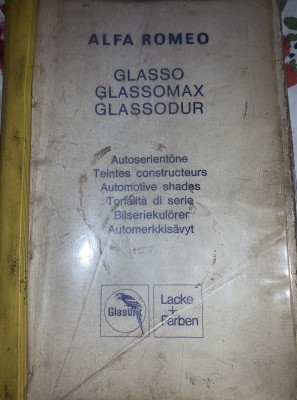 ALFA ROMEO
GLASSO
GLASSOMAX
GLASSODUR
Autoserientöne
Teintes constructeurs
Automotive shades
Tonalità di serie
Bilseriekulörer
Automerkkisävyt
Glasurit
Lacke
+
Farben